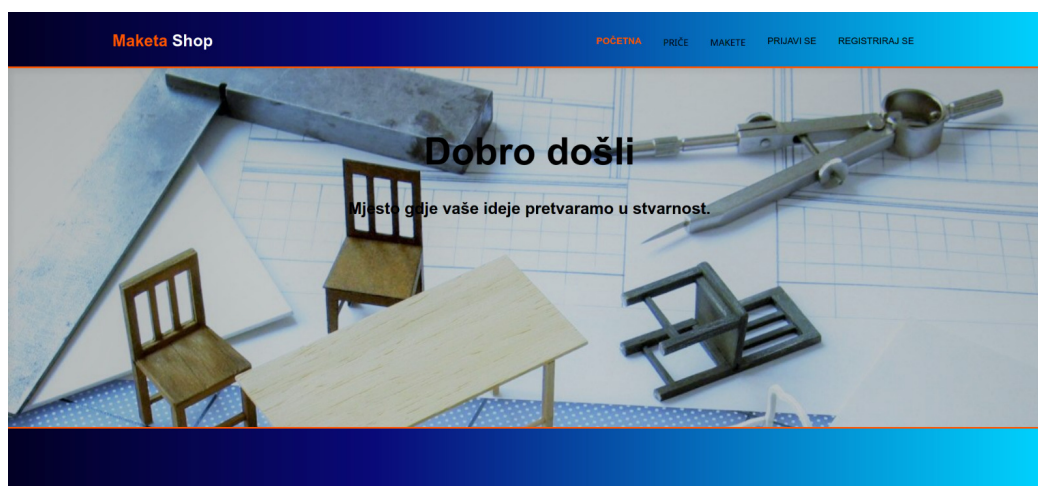 Maketa Shop
POČETNA PRIČE MAKETE PRIJAVI SE REGISTRIRAJ SE
Dobro došli
Mjesto gdje vaše ideje pretvaramo u stvarnost.